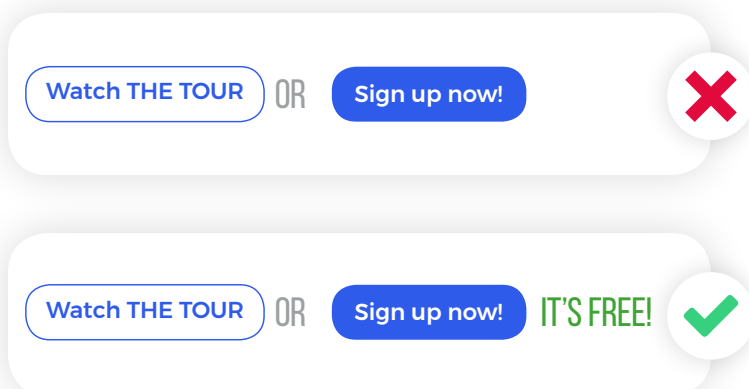 Watch THE TOUR OR Sign up now!
Watch THE TOUR OR Sign up now! IT'S FREE!